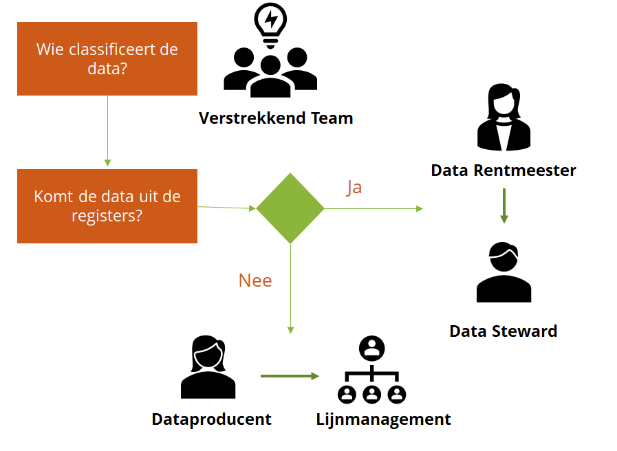 Wie classificeert de
data?
Verstrekkend Team
Data Rentmeester
Komt de data uit de
registers?
Ja
Nee
Data Steward
Dataproducent
Lijnmanagement